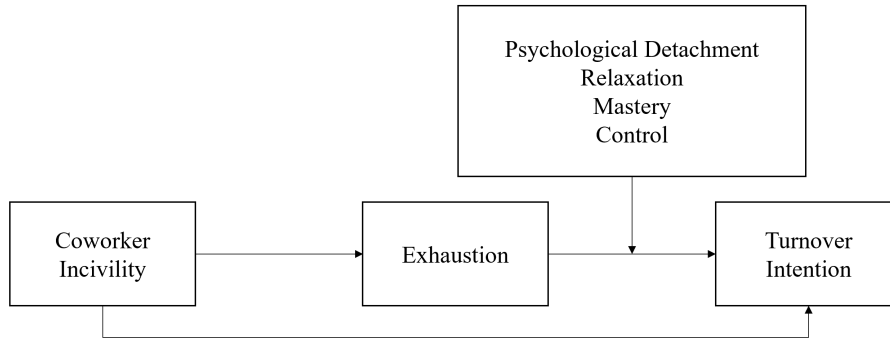 Psychological Detachment
Relaxation
Mastery
Control
Coworker
Incivility
Exhaustion
Turnover
Intention